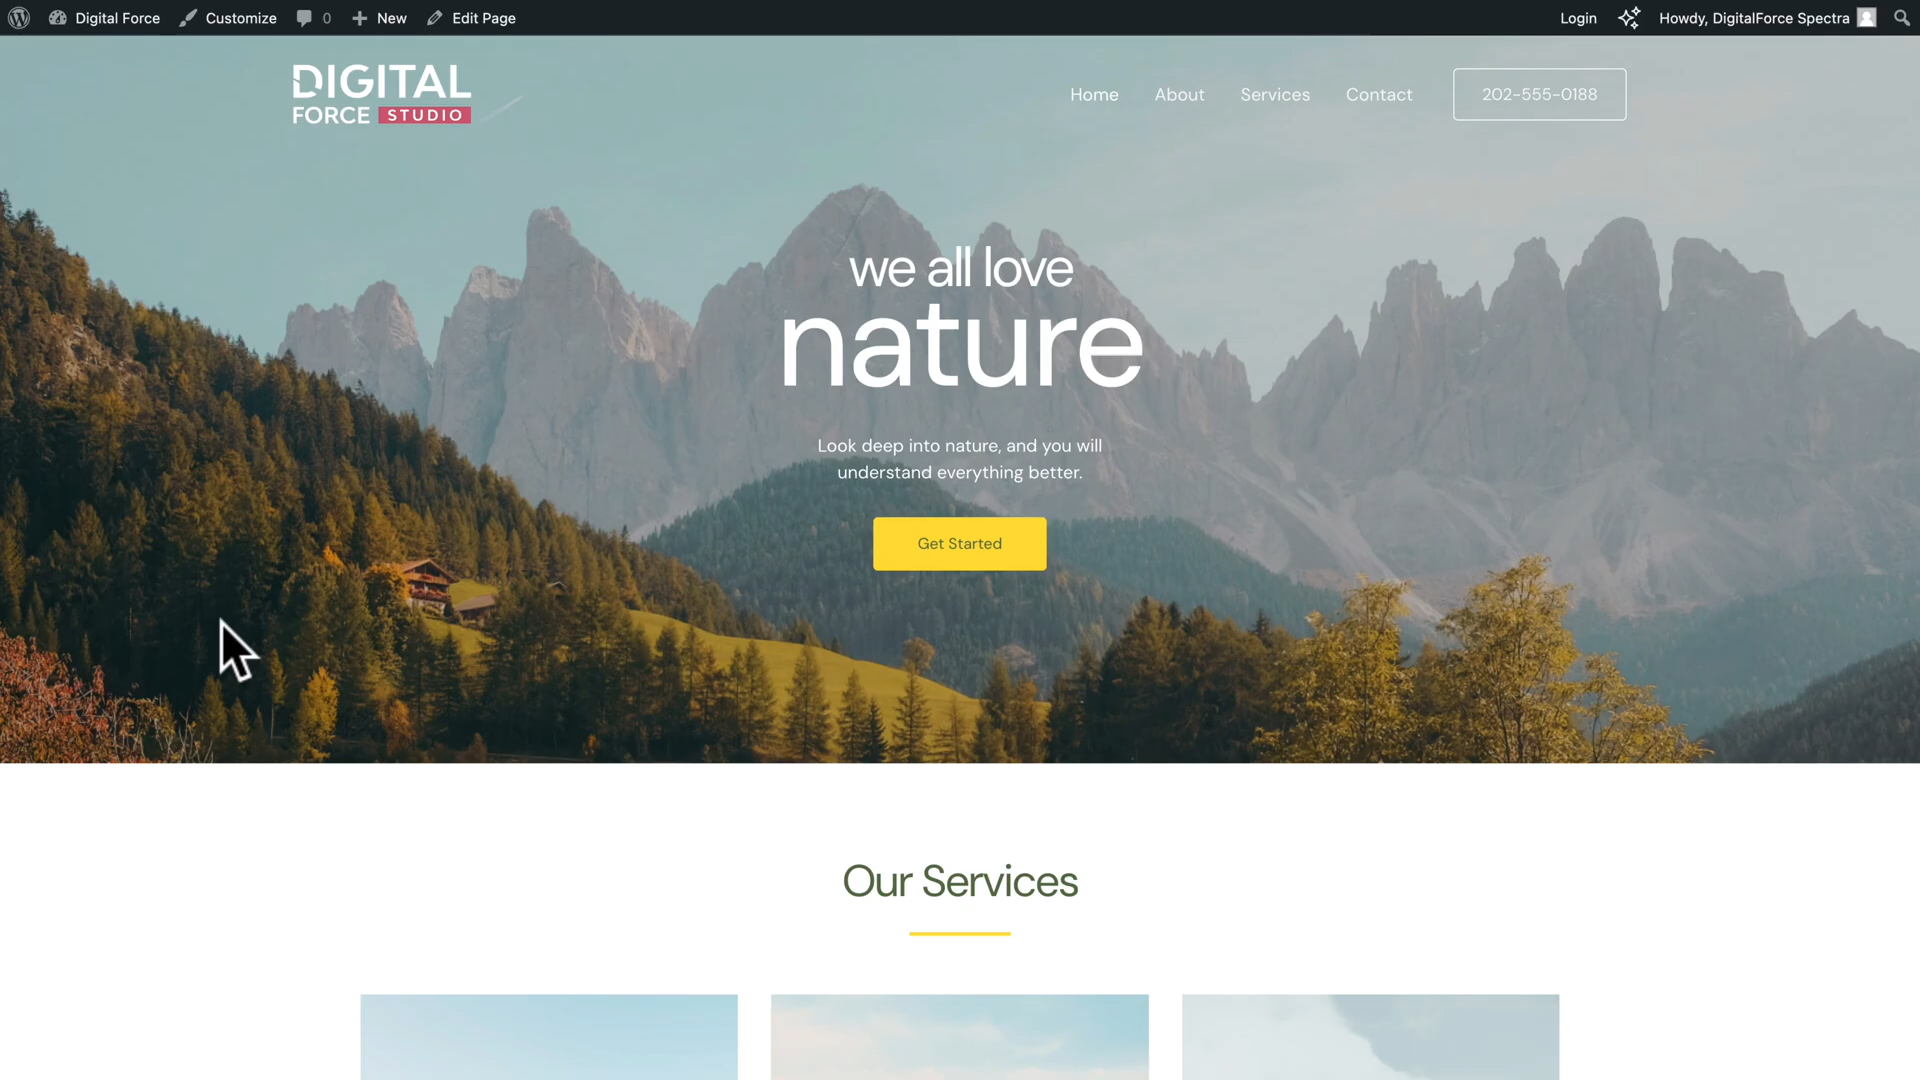 Digital Force
Customize
0
New
Edit Page
Login
Howdy, DigitalForce Spectra
DIGITAL
FORCE STUDIO
Home
About
Services
Contact
202-555-0188
we all love
nature
Look deep into nature, and you will
understand everything better.
Get Started
Our Services